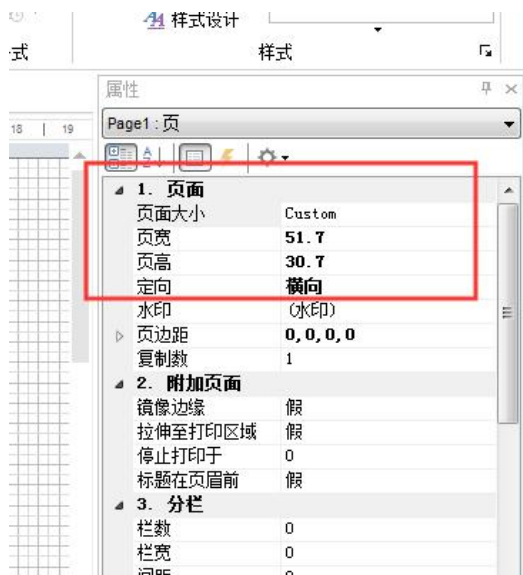 样式设计
式
样式
属性
18 | 19
Page1 : 页
1. 页面
页面大小 Custom
页宽 51.7
页高 30.7
定向 横向
水印 (水印)
页边距 0,0,0,0
复制数 1
2. 附加页面
镜像边缘 假
拉伸至打印区域 假
停止打印于 0
标题在页眉前 假
3. 分栏
栏数 0
栏宽 0
间距 0